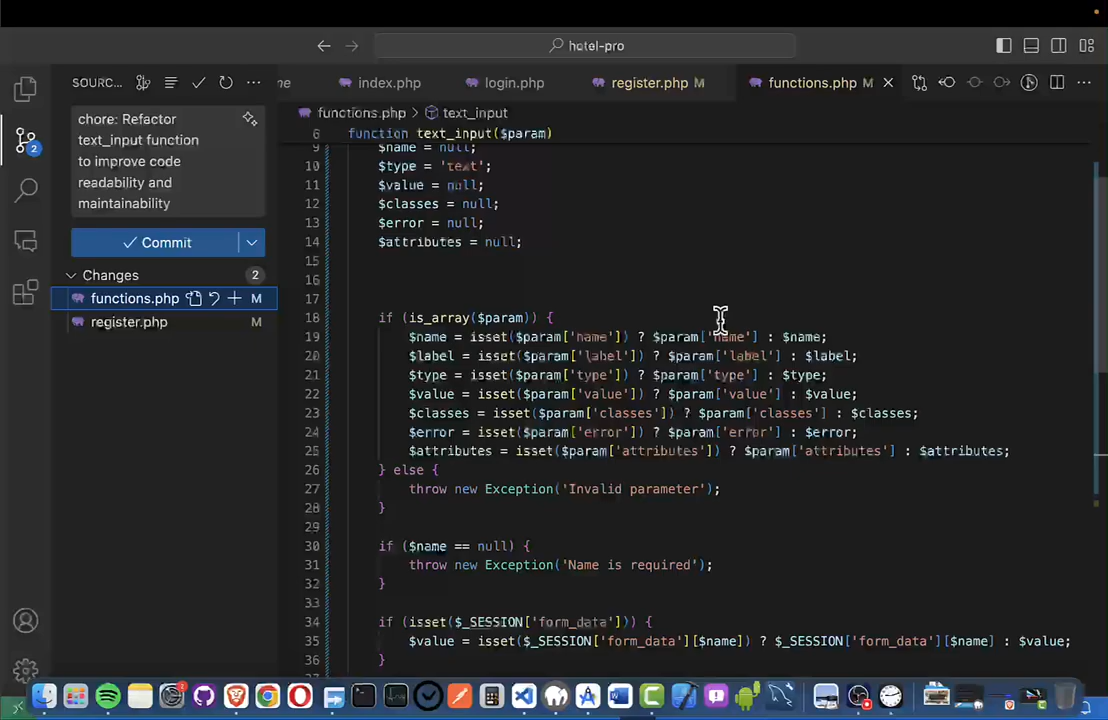 hotel-pro
SOURC...
me
index.php
login.php
register.php M
functions.php M
chore: Refactor
text_input function
to improve code
readability and
maintainability
Commit
Changes
2
functions.php
M
register.php
M
2
functions.php > text_input
6 function text_input($param)
9 $name = null;
10 $type = 'text';
11 $value = null;
12 $classes = null;
13 $error = null;
14 $attributes = null;
15
16
17
18 if (is_array($param)) {
19 $name = isset($param['name']) ? $param['name'] : $name;
20 $label = isset($param['label']) ? $param['label'] : $label;
21 $type = isset($param['type']) ? $param['type'] : $type;
22 $value = isset($param['value']) ? $param['value'] : $value;
23 $classes = isset($param['classes']) ? $param['classes'] : $classes;
24 $error = isset($param['error']) ? $param['error'] : $error;
25 $attributes = isset($param['attributes']) ? $param['attributes'] : $attributes;
26 } else {
27 throw new Exception('Invalid parameter');
28 }
29
30 if ($name == null) {
31 throw new Exception('Name is required');
32 }
33
34 if (isset($_SESSION['form_data'])) {
35 $value = isset($_SESSION['form_data'][$name]) ? $_SESSION['form_data'][$name] : $value;
36 }